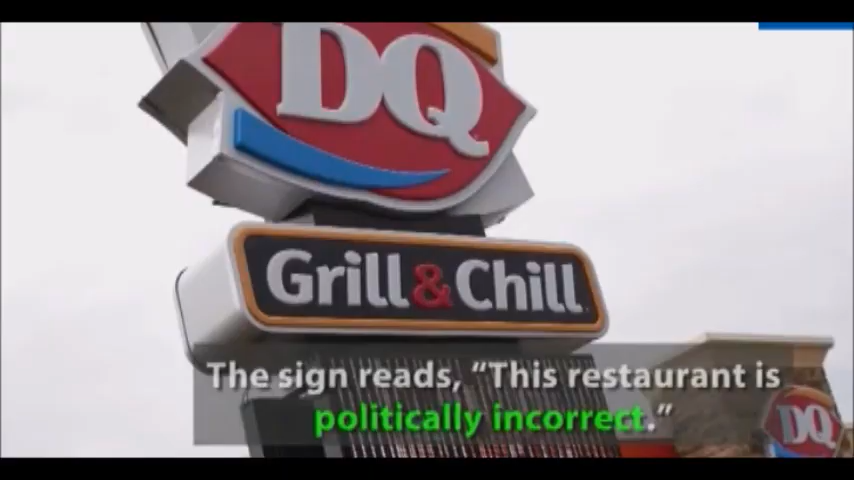 DQ
Grill & Chill
The sign reads, “This restaurant is
politically incorrect.”
DQ